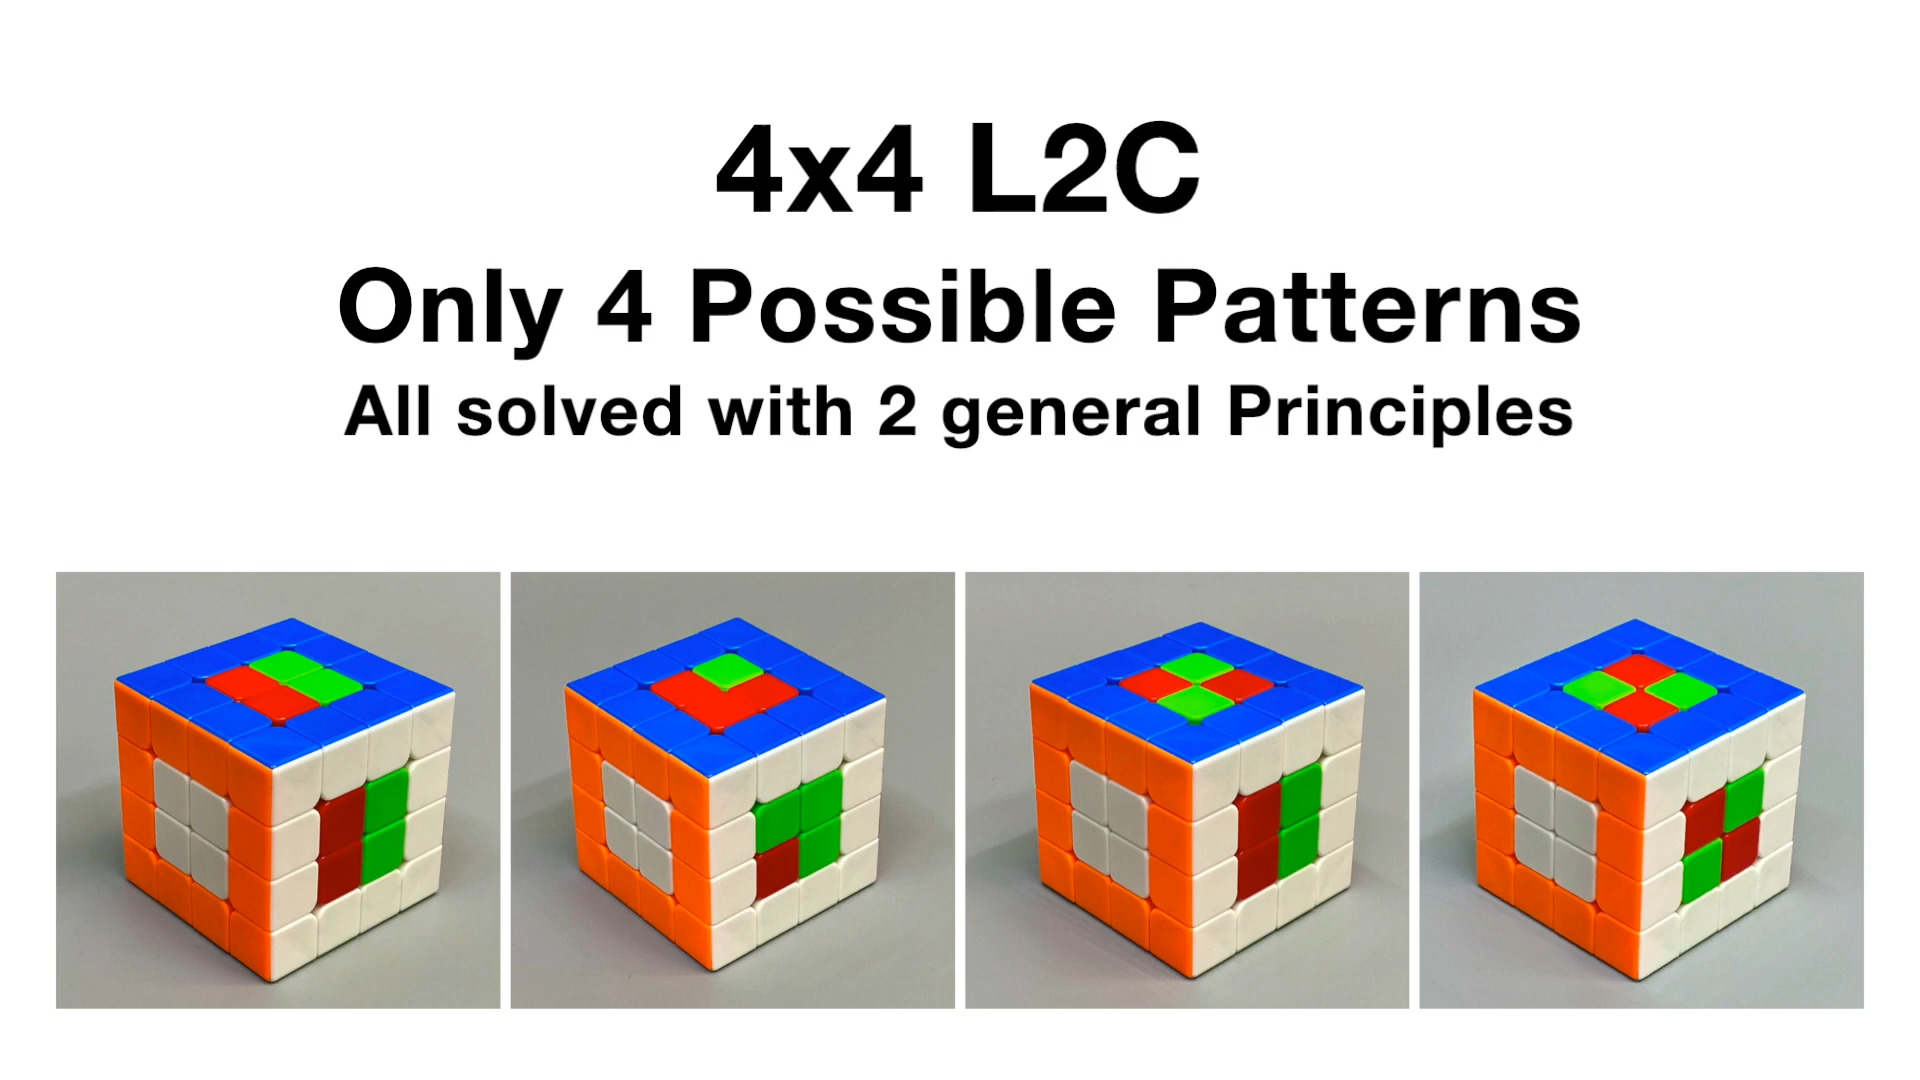 4x4 L2C
Only 4 Possible Patterns
All solved with 2 general Principles